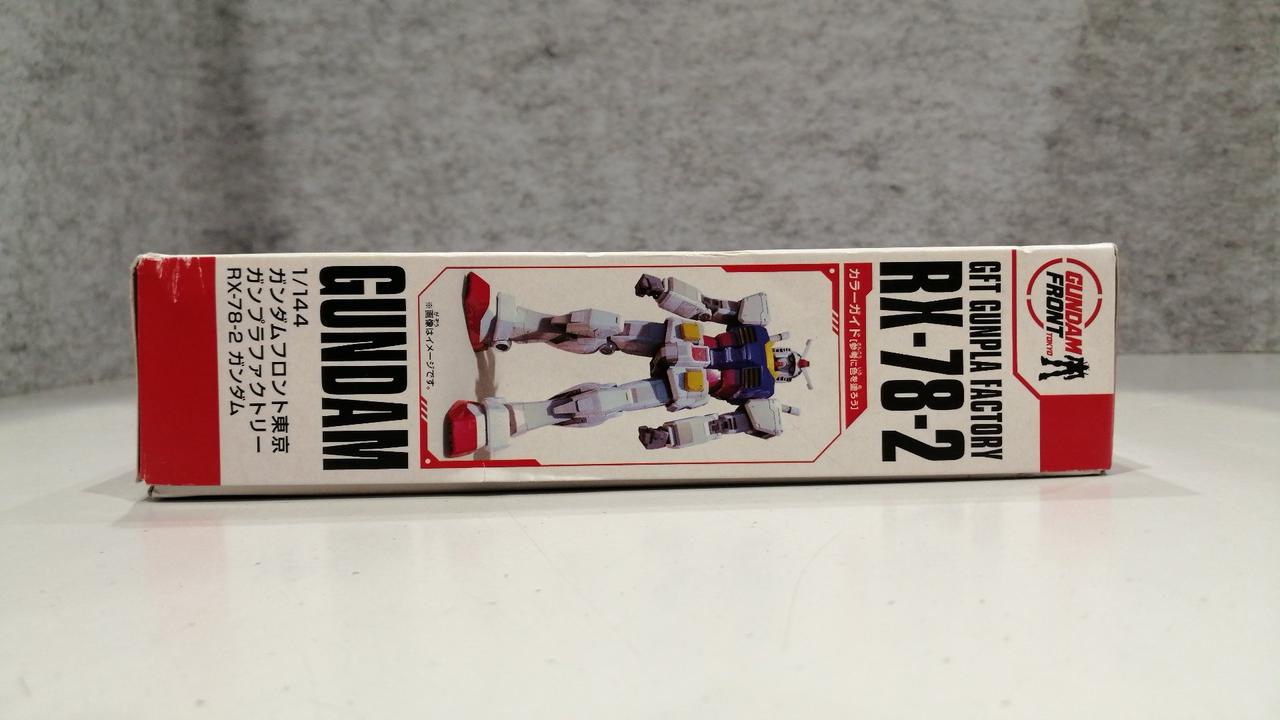 GUNDAM
FRONT
TOKYO
GFT GUNPLA FACTORY
RX-78-2
カラーガイド［参考に色を塗ろう］
※画像はイメージです。
がぞう
GUNDAM
1/144
ガンダムフロント東京
ガンプラファクトリー
RX-78-2 ガンダム